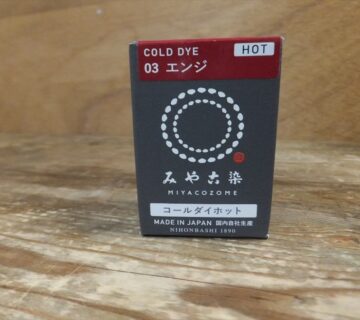 COLD DYE HOT
03 エンジ
みや古染
MIYACOZOME
コールダイホット
MADE IN JAPAN 国内自社生産
NIHONBASHI 1890